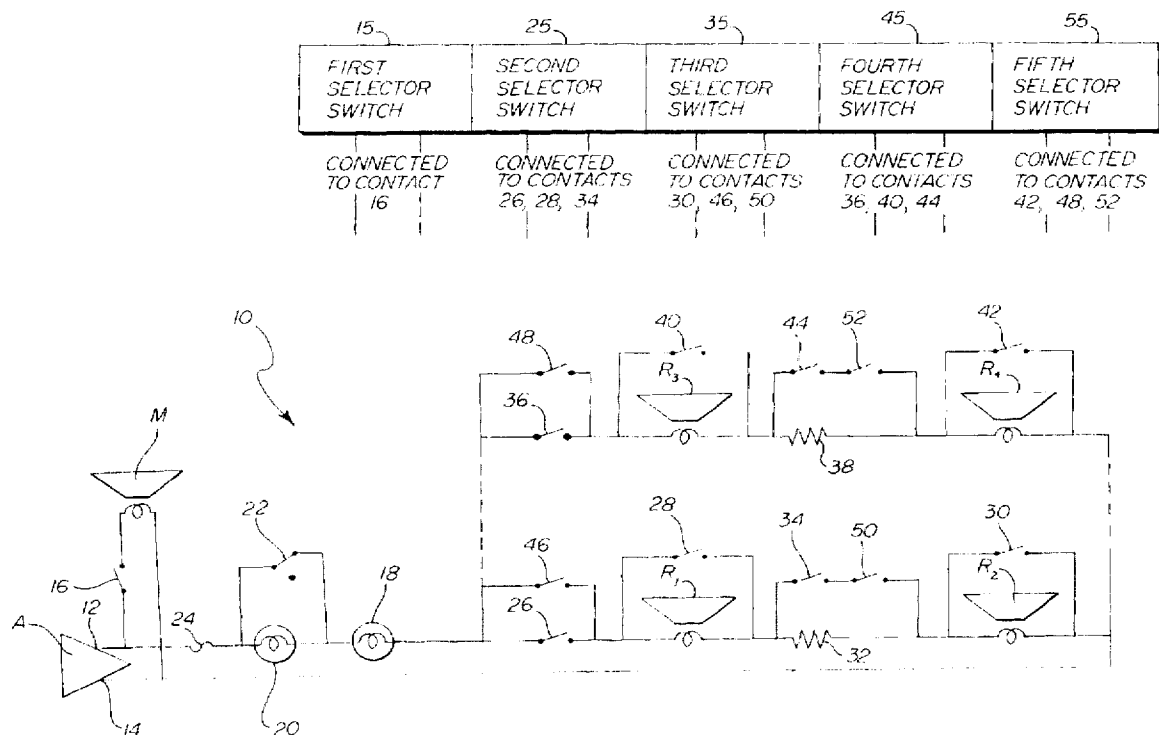 15 25 35 45 55
FIRST SELECTOR SWITCH
SECOND SELECTOR SWITCH
THIRD SELECTOR SWITCH
FOURTH SELECTOR SWITCH
FIFTH SELECTOR SWITCH
CONNECTED TO CONTACT 16
CONNECTED TO CONTACTS 26, 28, 34
CONNECTED TO CONTACTS 30, 46, 50
CONNECTED TO CONTACTS 36, 40, 44
CONNECTED TO CONTACTS 42, 48, 52
10
48 40 44 52 42
R3 R4
36
38
M
22
28 34 50 30
46
R1 R2
16
18
26
A 12 24
32
14 20